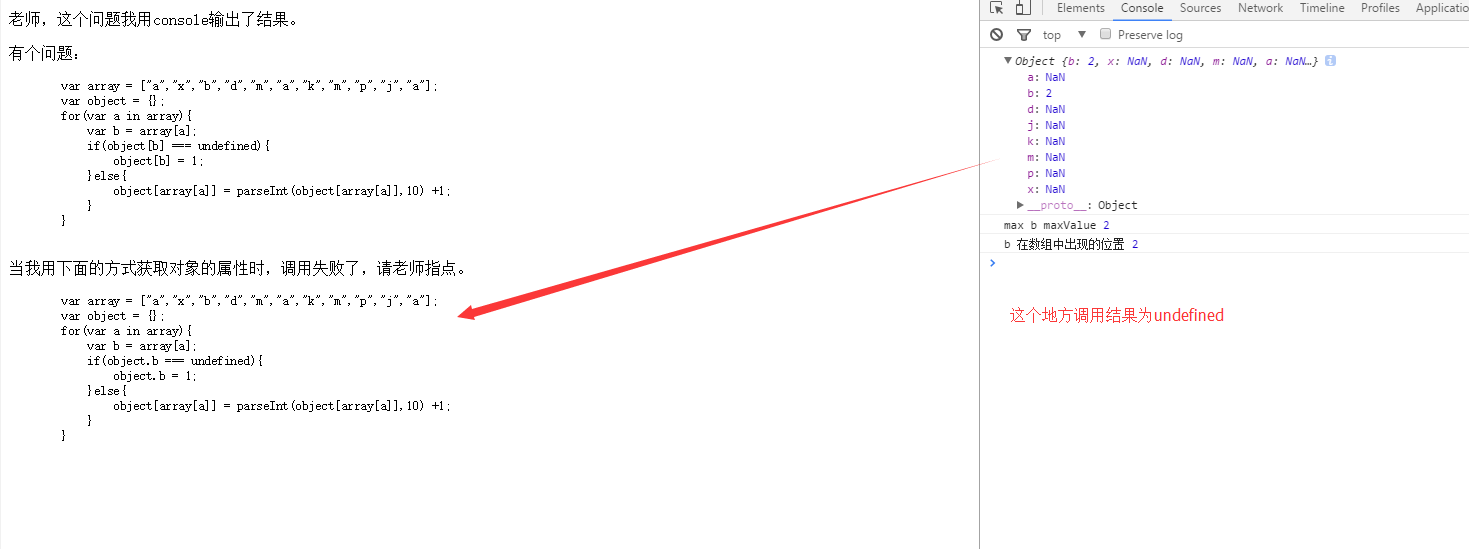 老师，这个问题我用console输出了结果。
有个问题：
var array = ["a","x","b","d","m","a","k","m","p","j","a"];
var object = {};
for(var a in array){
var b = array[a];
if(object[b] === undefined){
object[b] = 1;
}else{
object[array[a]] = parseInt(object[array[a]],10) +1;
}
}
当我用下面的方式获取对象的属性时，调用失败了，请老师指点。
var array = ["a","x","b","d","m","a","k","m","p","j","a"];
var object = {};
for(var a in array){
var b = array[a];
if(object.b === undefined){
object.b = 1;
}else{
object[array[a]] = parseInt(object[array[a]],10) +1;
}
}
Elements Console Sources Network Timeline Profiles Applicatio
top ▼ Preserve log
▼Object {b: 2, x: NaN, d: NaN, m: NaN, a: NaN…}
a: NaN
b: 2
d: NaN
j: NaN
k: NaN
m: NaN
p: NaN
x: NaN
▶__proto__: Object
max b maxValue 2
b 在数组中出现的位置 2
>
这个地方调用结果为undefined